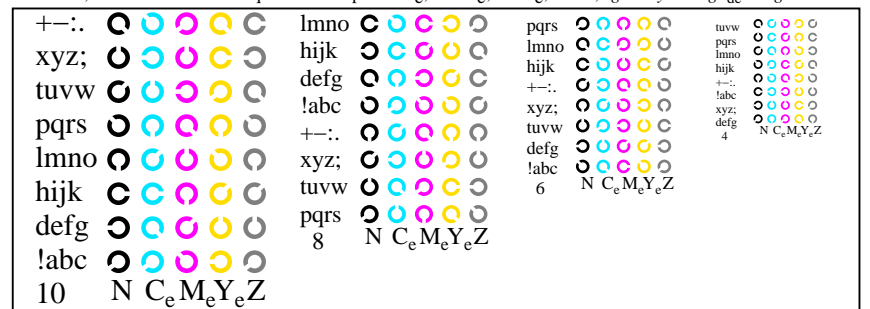 +−:.
xyz;
tuvw
pqrs
lmno
hijk
defg
!abc
10 N CeMeYeZ
lmno
hijk
defg
!abc
+−:.
xyz;
tuvw
pqrs
8 N CeMeYeZ
pqrs
lmno
hijk
+−:.
xyz;
tuvw
defg
!abc
6 N CeMeYeZ
tuvw
pqrs
lmno
hijk
+−:.
!abc
xyz;
defg
4 N CeMeYeZ